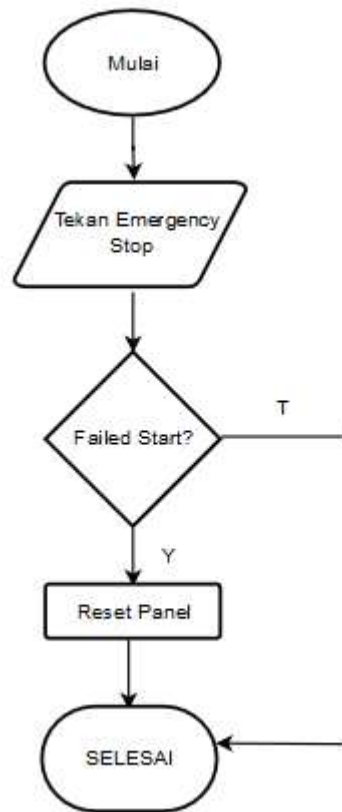 Mulai
Tekan Emergency
Stop
Failed Start?
T
Y
Reset Panel
SELESAI